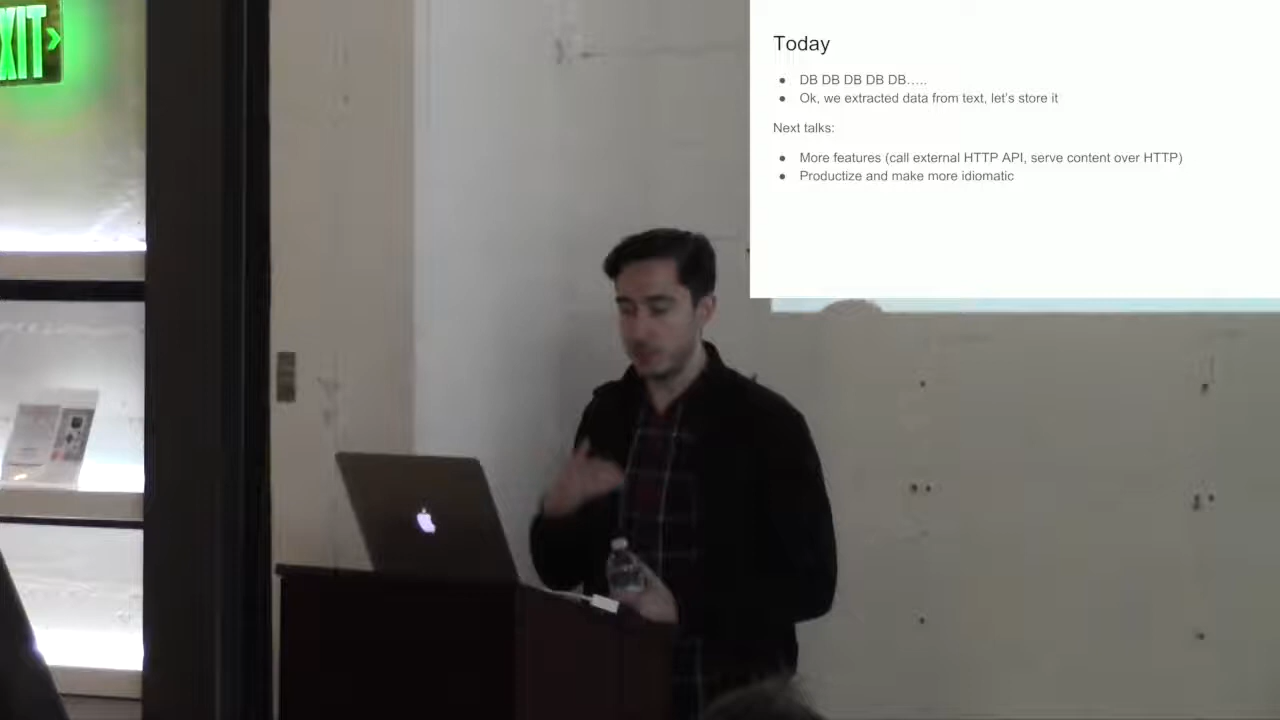 XIT
Today
DB DB DB DB DB.....
Ok, we extracted data from text, let's store it
Next talks:
More features (call external HTTP API, serve content over HTTP)
Productize and make more idiomatic